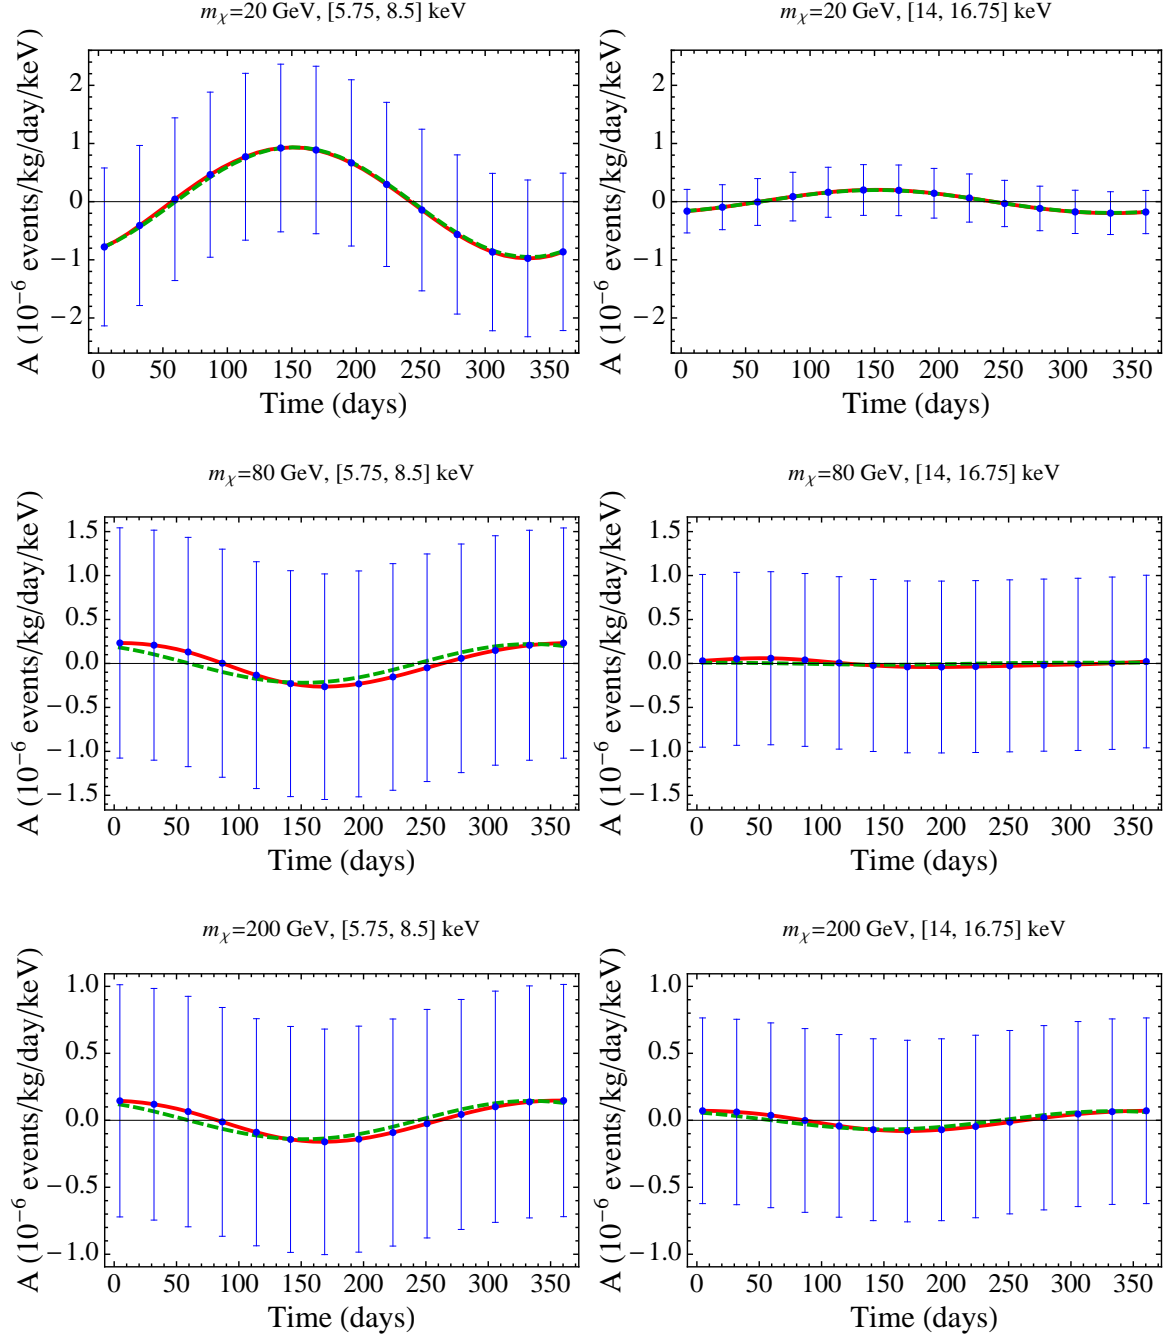 mχ=20 GeV, [5.75, 8.5] keV
A (10⁻⁶ events/kg/day/keV)
2
1
0
−1
−2
0 50 100 150 200 250 300 350
Time (days)
mχ=20 GeV, [14, 16.75] keV
A (10⁻⁶ events/kg/day/keV)
2
1
0
−1
−2
0 50 100 150 200 250 300 350
Time (days)
mχ=80 GeV, [5.75, 8.5] keV
A (10⁻⁶ events/kg/day/keV)
1.5
1.0
0.5
0.0
−0.5
−1.0
−1.5
0 50 100 150 200 250 300 350
Time (days)
mχ=80 GeV, [14, 16.75] keV
A (10⁻⁶ events/kg/day/keV)
1.5
1.0
0.5
0.0
−0.5
−1.0
−1.5
0 50 100 150 200 250 300 350
Time (days)
mχ=200 GeV, [5.75, 8.5] keV
A (10⁻⁶ events/kg/day/keV)
1.0
0.5
0.0
−0.5
−1.0
0 50 100 150 200 250 300 350
Time (days)
mχ=200 GeV, [14, 16.75] keV
A (10⁻⁶ events/kg/day/keV)
1.0
0.5
0.0
−0.5
−1.0
0 50 100 150 200 250 300 350
Time (days)